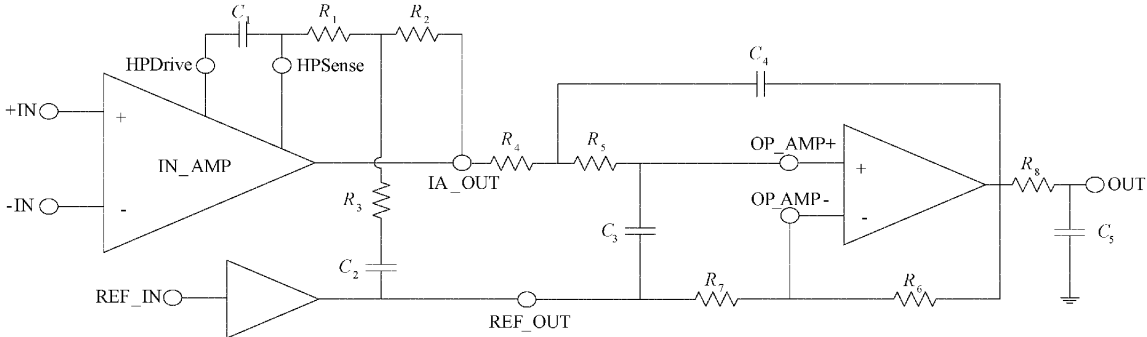 C₁
R₁
R₂
HPDrive
HPSense
C₄
+IN
+
IN_AMP
-IN
-
IA_OUT
R₄
R₅
OP_AMP+
+
OP_AMP-
-
R₈
OUT
R₃
C₃
C₅
C₂
REF_IN
REF_OUT
R₇
R₆